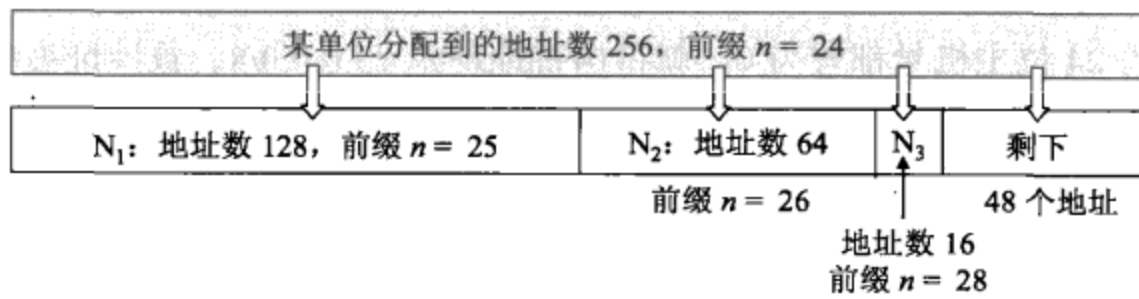 某单位分配到的地址数 256，前缀 n = 24
N₁：地址数 128，前缀 n = 25
N₂：地址数 64
N₃
剩下
前缀 n = 26
48 个地址
地址数 16
前缀 n = 28